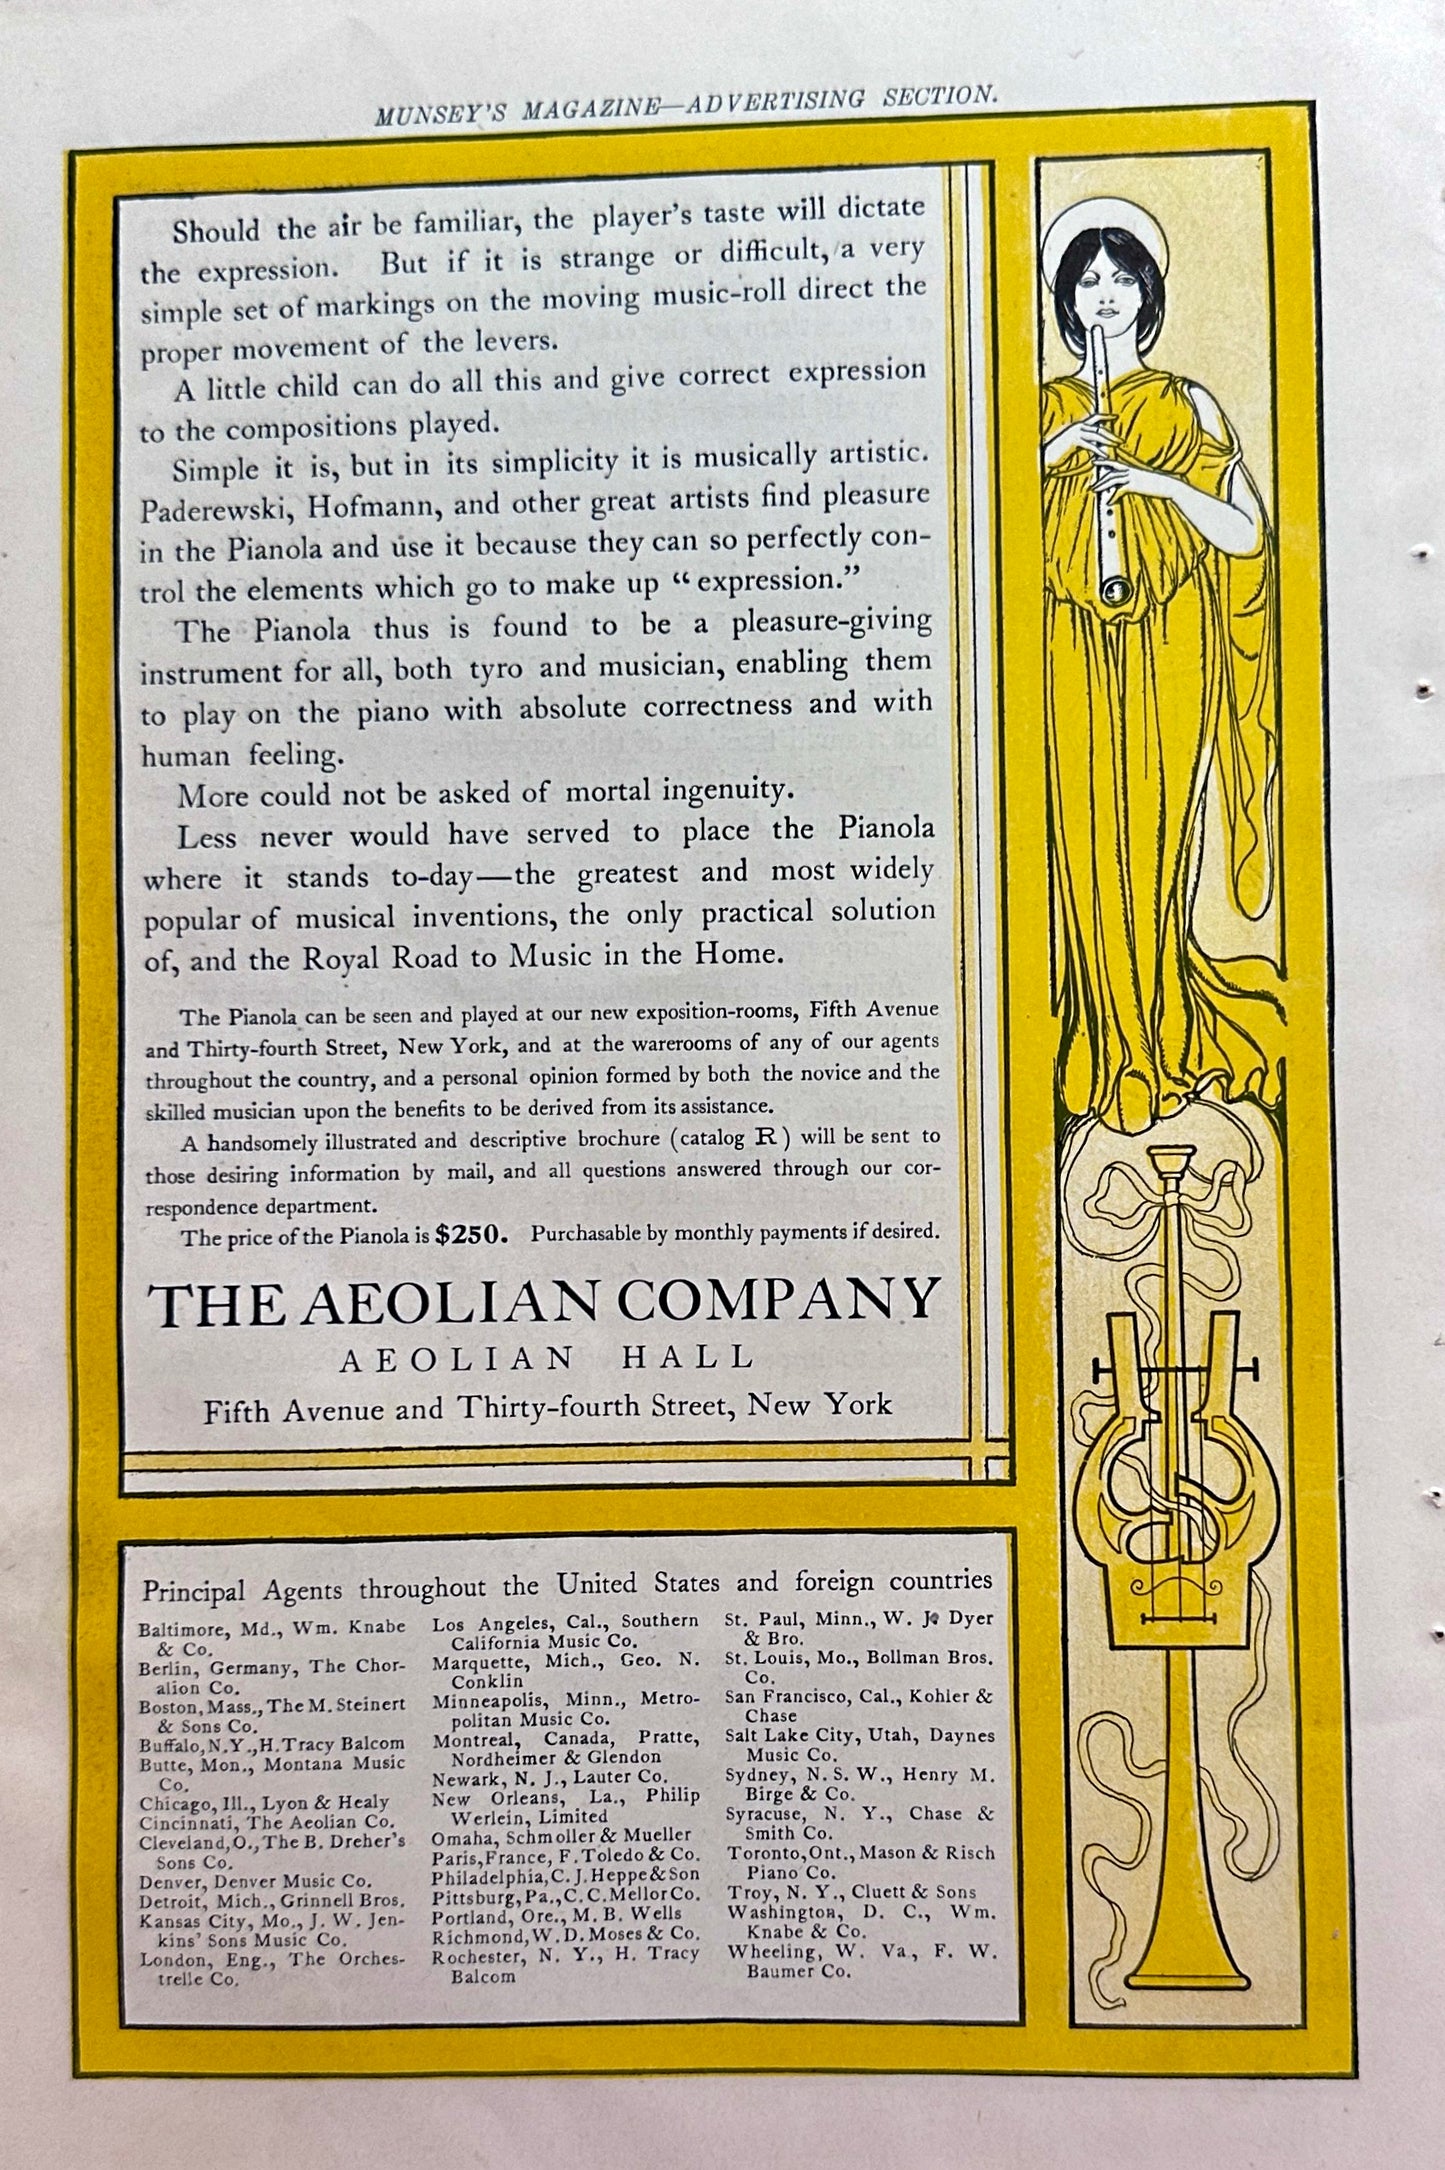 MUNSEY'S MAGAZINE—ADVERTISING SECTION.
Should the air be familiar, the player's taste will dictate
the expression. But if it is strange or difficult, a very
simple set of markings on the moving music-roll direct the
proper movement of the levers.
A little child can do all this and give correct expression
to the compositions played.
Simple it is, but in its simplicity it is musically artistic.
Paderewski, Hofmann, and other great artists find pleasure
in the Pianola and use it because they can so perfectly con-
trol the elements which go to make up “expression.”
The Pianola thus is found to be a pleasure-giving
instrument for all, both tyro and musician, enabling them
to play on the piano with absolute correctness and with
human feeling.
More could not be asked of mortal ingenuity.
Less never would have served to place the Pianola
where it stands to-day—the greatest and most widely
popular of musical inventions, the only practical solution
of, and the Royal Road to Music in the Home.
The Pianola can be seen and played at our new exposition-rooms, Fifth Avenue
and Thirty-fourth Street, New York, and at the warerooms of any of our agents
throughout the country, and a personal opinion formed by both the novice and the
skilled musician upon the benefits to be derived from its assistance.
A handsomely illustrated and descriptive brochure (catalog R) will be sent to
those desiring information by mail, and all questions answered through our cor-
respondence department.
The price of the Pianola is $250. Purchasable by monthly payments if desired.
THE AEOLIAN COMPANY
AEOLIAN HALL
Fifth Avenue and Thirty-fourth Street, New York
Principal Agents throughout the United States and foreign countries
Baltimore, Md., Wm. Knabe
& Co.
Berlin, Germany, The Chor-
alion Co.
Boston, Mass., The M. Steinert
& Sons Co.
Buffalo, N.Y., H. Tracy Balcom
Butte, Mon., Montana Music
Co.
Chicago, Ill., Lyon & Healy
Cincinnati, The Aeolian Co.
Cleveland, O., The B. Dreher's
Sons Co.
Denver, Denver Music Co.
Detroit, Mich., Grinnell Bros.
Kansas City, Mo., J. W. Jen-
kins' Sons Music Co.
London, Eng., The Orches-
trelle Co.
Los Angeles, Cal., Southern
California Music Co.
Marquette, Mich., Geo. N.
Conklin
Minneapolis, Minn., Metro-
politan Music Co.
Montreal, Canada, Pratte,
Nordheimer & Glendon
Newark, N. J., Lauter Co.
New Orleans, La., Philip
Werlein, Limited
Omaha, Schmoller & Mueller
Paris, France, F. Toledo & Co.
Philadelphia, C. J. Heppe & Son
Pittsburg, Pa., C. C. Mellor Co.
Portland, Ore., M. B. Wells
Richmond, W. D. Moses & Co.
Rochester, N. Y., H. Tracy
Balcom
St. Paul, Minn., W. J. Dyer
& Bro.
St. Louis, Mo., Bollman Bros.
Co.
San Francisco, Cal., Kohler &
Chase
Salt Lake City, Utah, Daynes
Music Co.
Sydney, N. S. W., Henry M.
Birge & Co.
Syracuse, N. Y., Chase &
Smith Co.
Toronto, Ont., Mason & Risch
Piano Co.
Troy, N. Y., Cluett & Sons
Washington, D. C., Wm.
Knabe & Co.
Wheeling, W. Va., F. W.
Baumer Co.